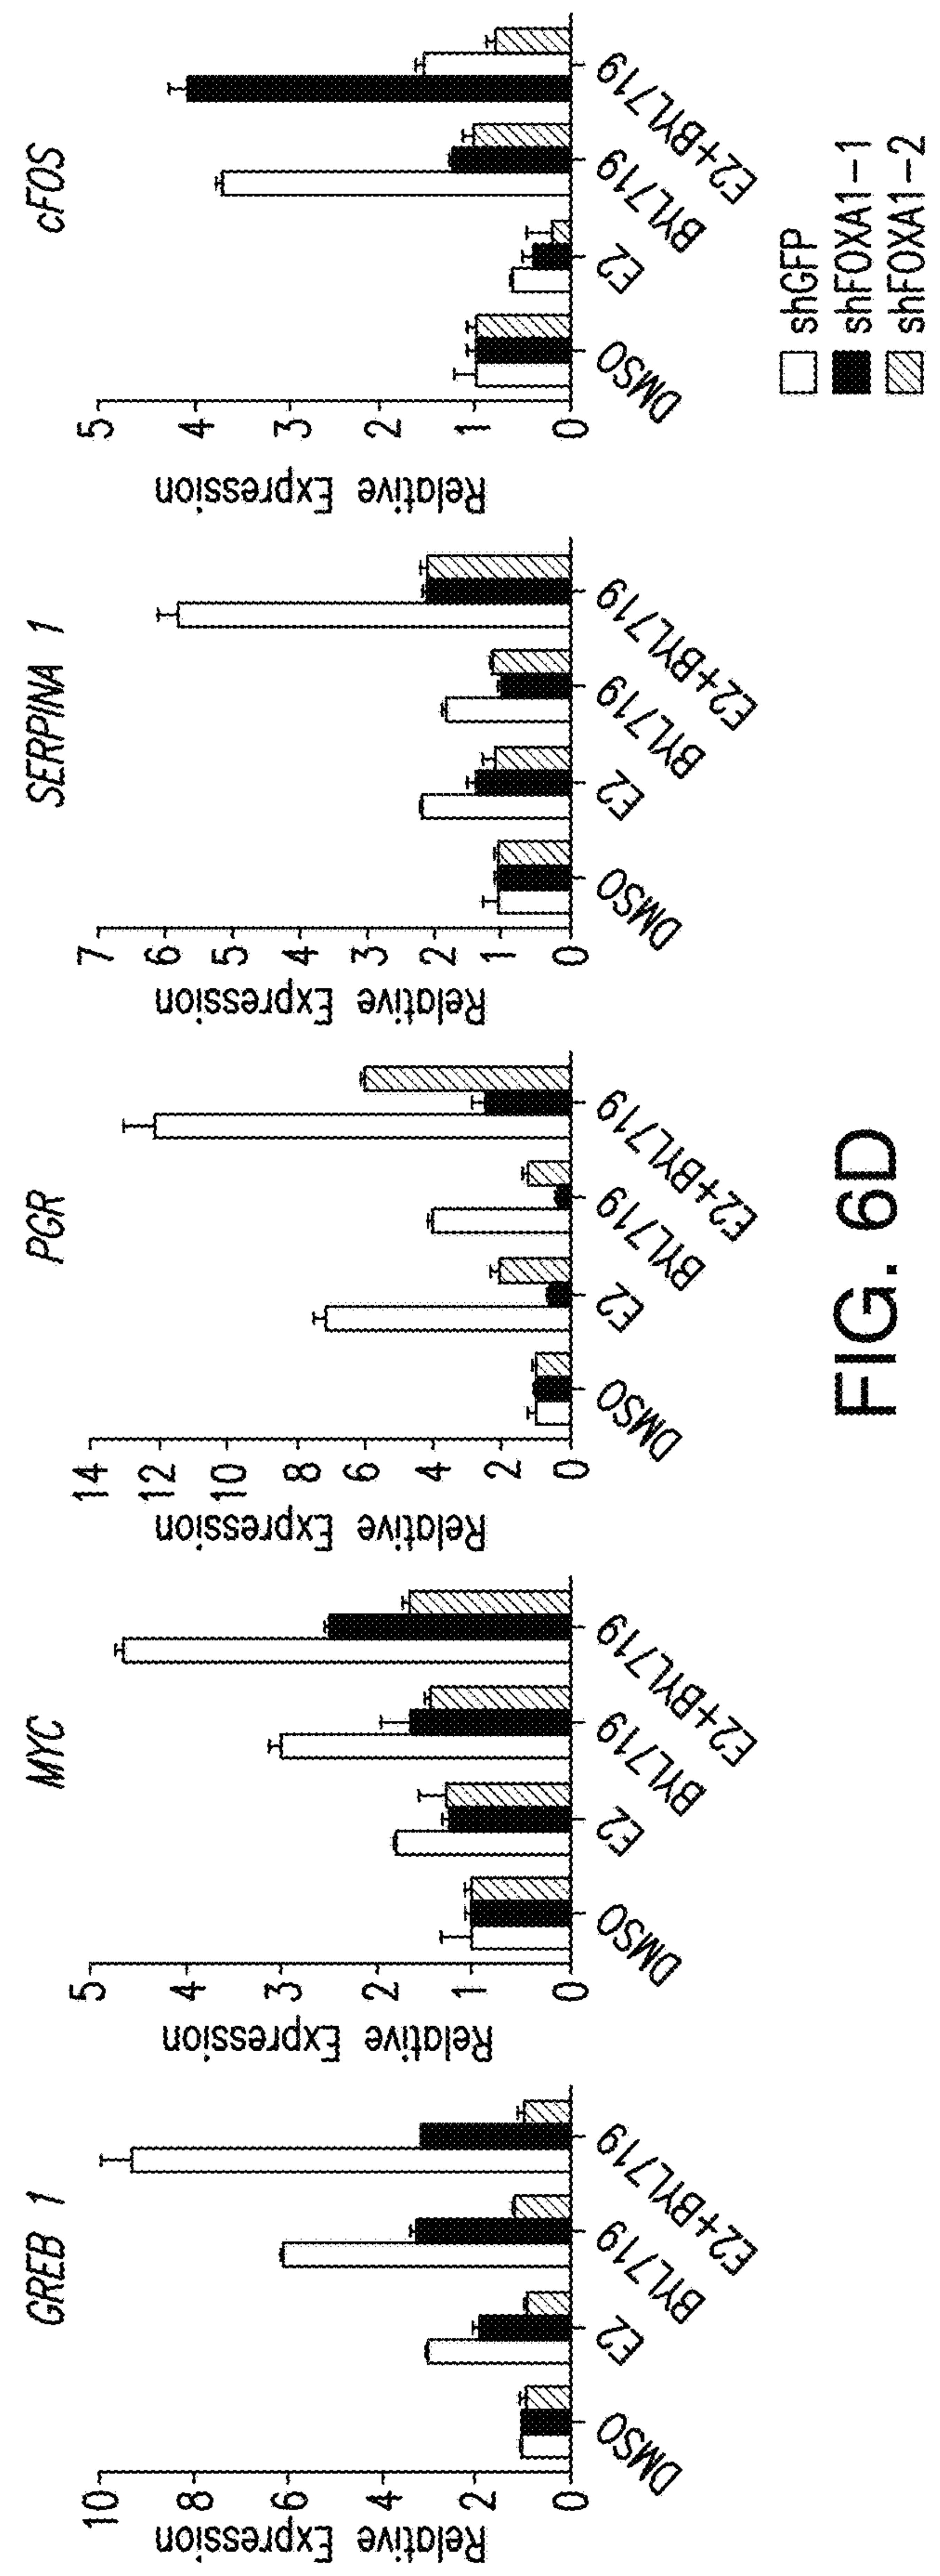 GREB 1
Relative Expression
10
8
6
4
2
0
DMSO
E2
BYL719
E2+BYL719
MYC
Relative Expression
5
4
3
2
1
0
DMSO
E2
BYL719
E2+BYL719
PGR
Relative Expression
14
12
10
8
6
4
2
0
DMSO
E2
BYL719
E2+BYL719
SERPINA 1
Relative Expression
7
6
5
4
3
2
1
0
DMSO
E2
BYL719
E2+BYL719
cFOS
Relative Expression
5
4
3
2
1
0
DMSO
E2
BYL719
E2+BYL719
shGFP
shFOXA1-1
shFOXA1-2
FIG. 6D